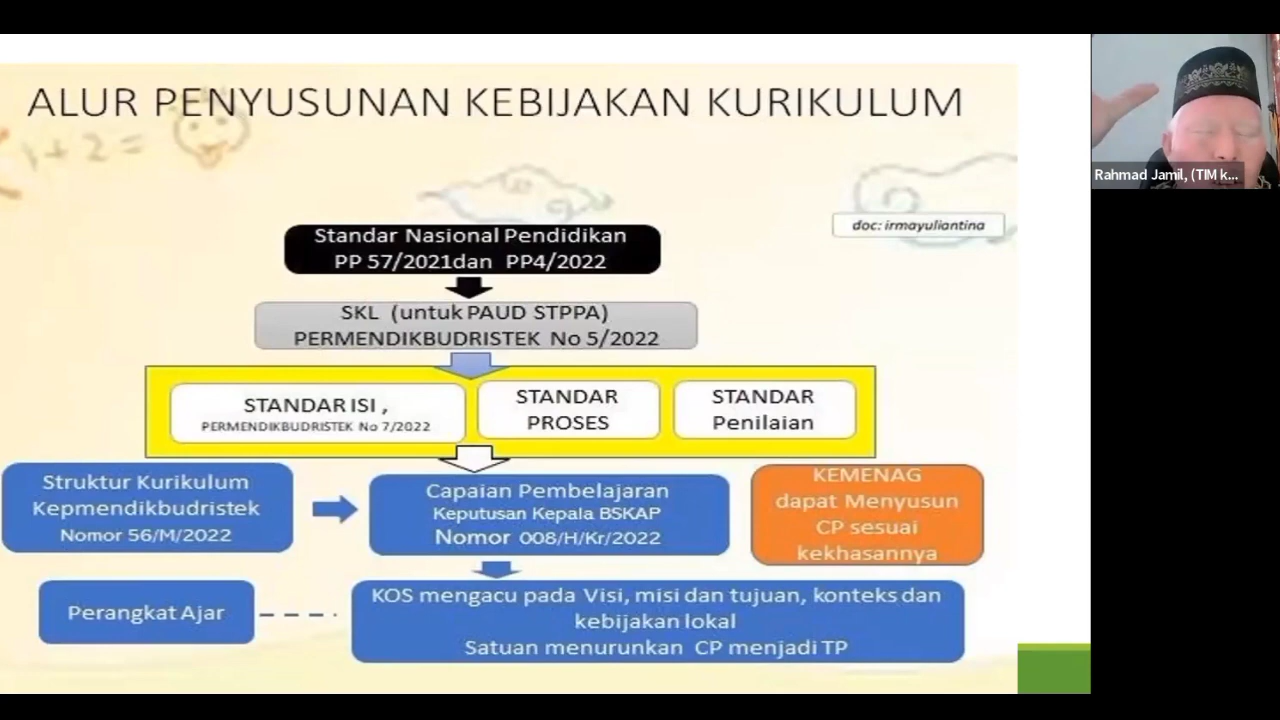 ALUR PENYUSUNAN KEBIJAKAN KURIKULUM
1+2=
Rahmad Jamil, (TIM k...
doc: irmayuliantina
Standar Nasional Pendidikan
PP 57/2021dan PP4/2022
SKL (untuk PAUD STPPA)
PERMENDIKBUDRISTEK No 5/2022
STANDAR ISI ,
PERMENDIKBUDRISTEK No 7/2022
STANDAR
PROSES
STANDAR
Penilaian
Struktur Kurikulum
Kepmendikbudristek
Nomor 56/M/2022
Capaian Pembelajaran
Keputusan Kepala BSKAP
Nomor 008/H/Kr/2022
KEMENAG
dapat Menyusun
CP sesuai
kekhasannya
Perangkat Ajar
KOS mengacu pada Visi, misi dan tujuan, konteks dan
kebijakan lokal
Satuan menurunkan CP menjadi TP